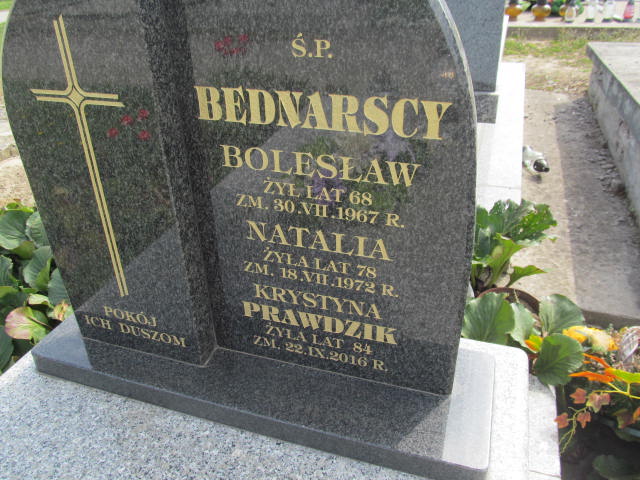 Ś.P.
BEDNARSCY
BOLESŁAW
ŻYŁ LAT 68
ZM. 30.VII.1967 R.
NATALIA
ŻYŁA LAT 78
ZM. 18.VII.1972 R.
KRYSTYNA
PRAWDZIK
ŻYŁA LAT 84
ZM. 22.IX.2016 R.
POKÓJ
ICH DUSZOM